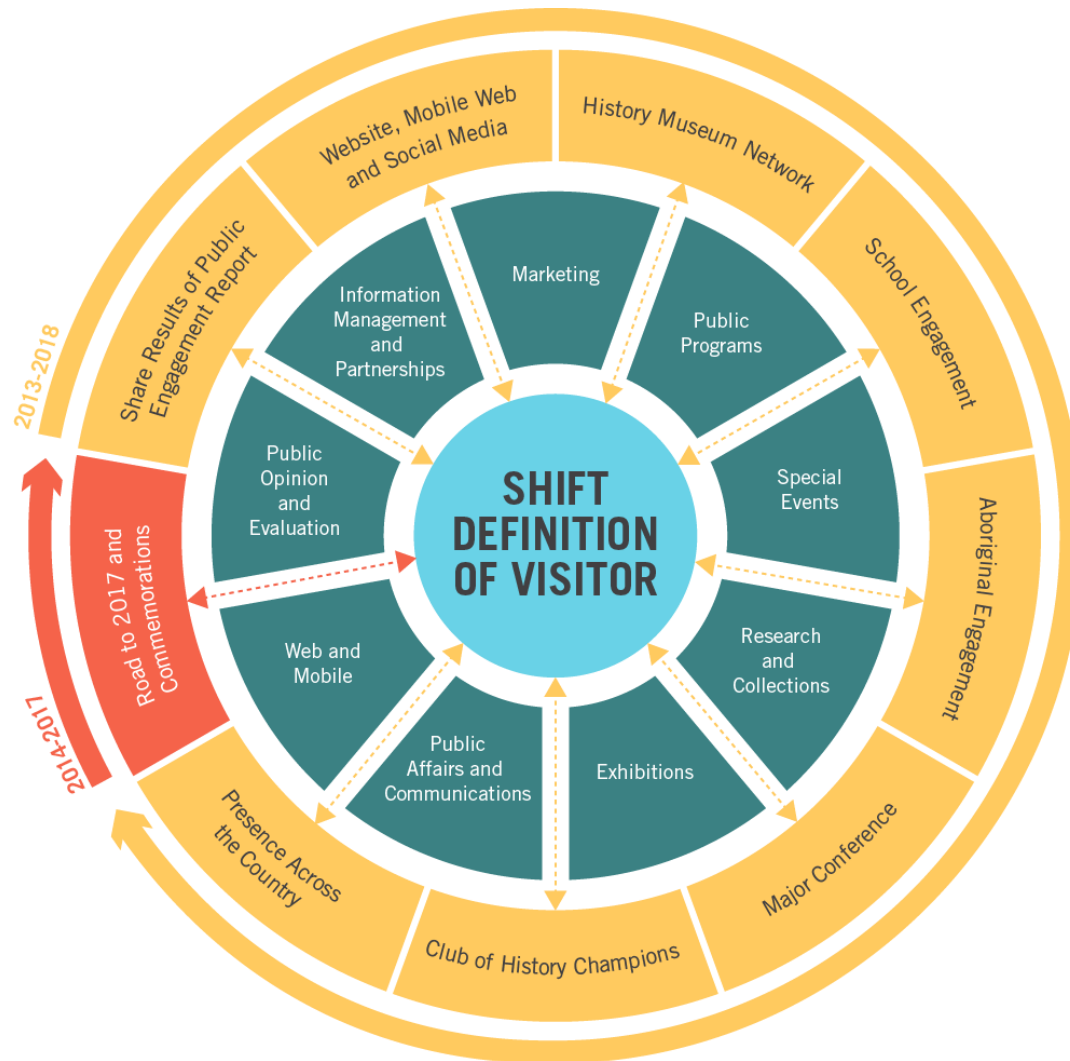 SHIFT
DEFINITION
OF VISITOR
Marketing
Public
Programs
Special
Events
Research
and
Collections
Exhibitions
Public
Affairs and
Communications
Web and
Mobile
Public
Opinion
and
Evaluation
Information
Management
and
Partnerships
Website, Mobile Web
and Social Media
History Museum Network
School Engagement
Aboriginal Engagement
Major Conference
Club of History Champions
Presence Across
the Country
Road to 2017 and
Commemorations
Share Results of Public
Engagement Report
2013-2018
2014-2017